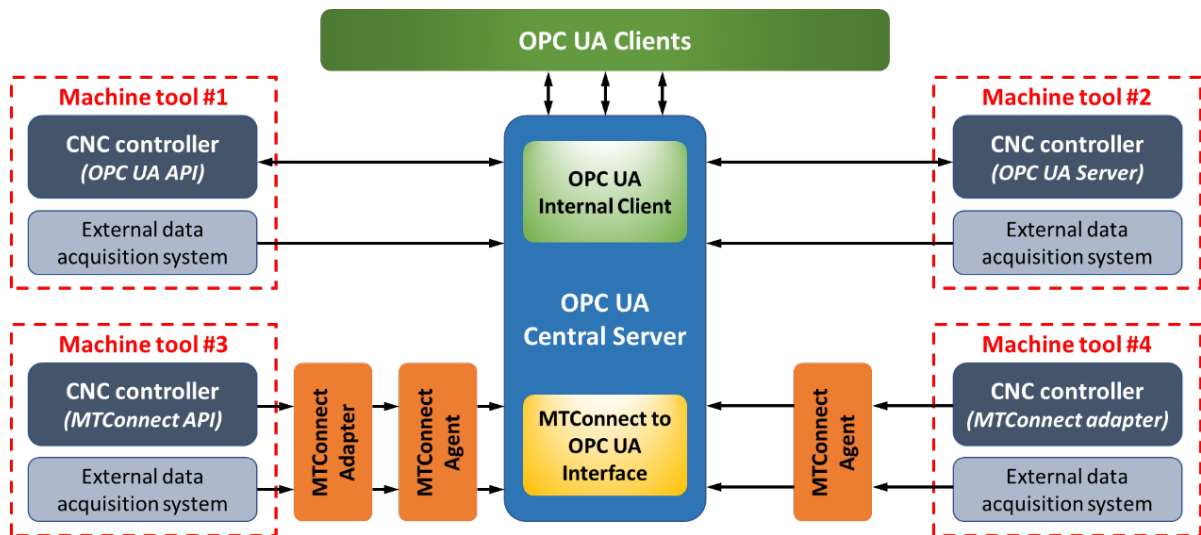 OPC UA Clients
Machine tool #1
CNC controller
(OPC UA API)
External data
acquisition system
Machine tool #2
CNC controller
(OPC UA Server)
External data
acquisition system
OPC UA
Internal Client
OPC UA
Central Server
MTConnect to
OPC UA
Interface
Machine tool #3
CNC controller
(MTConnect API)
External data
acquisition system
MTConnect
Adapter
MTConnect
Agent
MTConnect
Agent
Machine tool #4
CNC controller
(MTConnect adapter)
External data
acquisition system